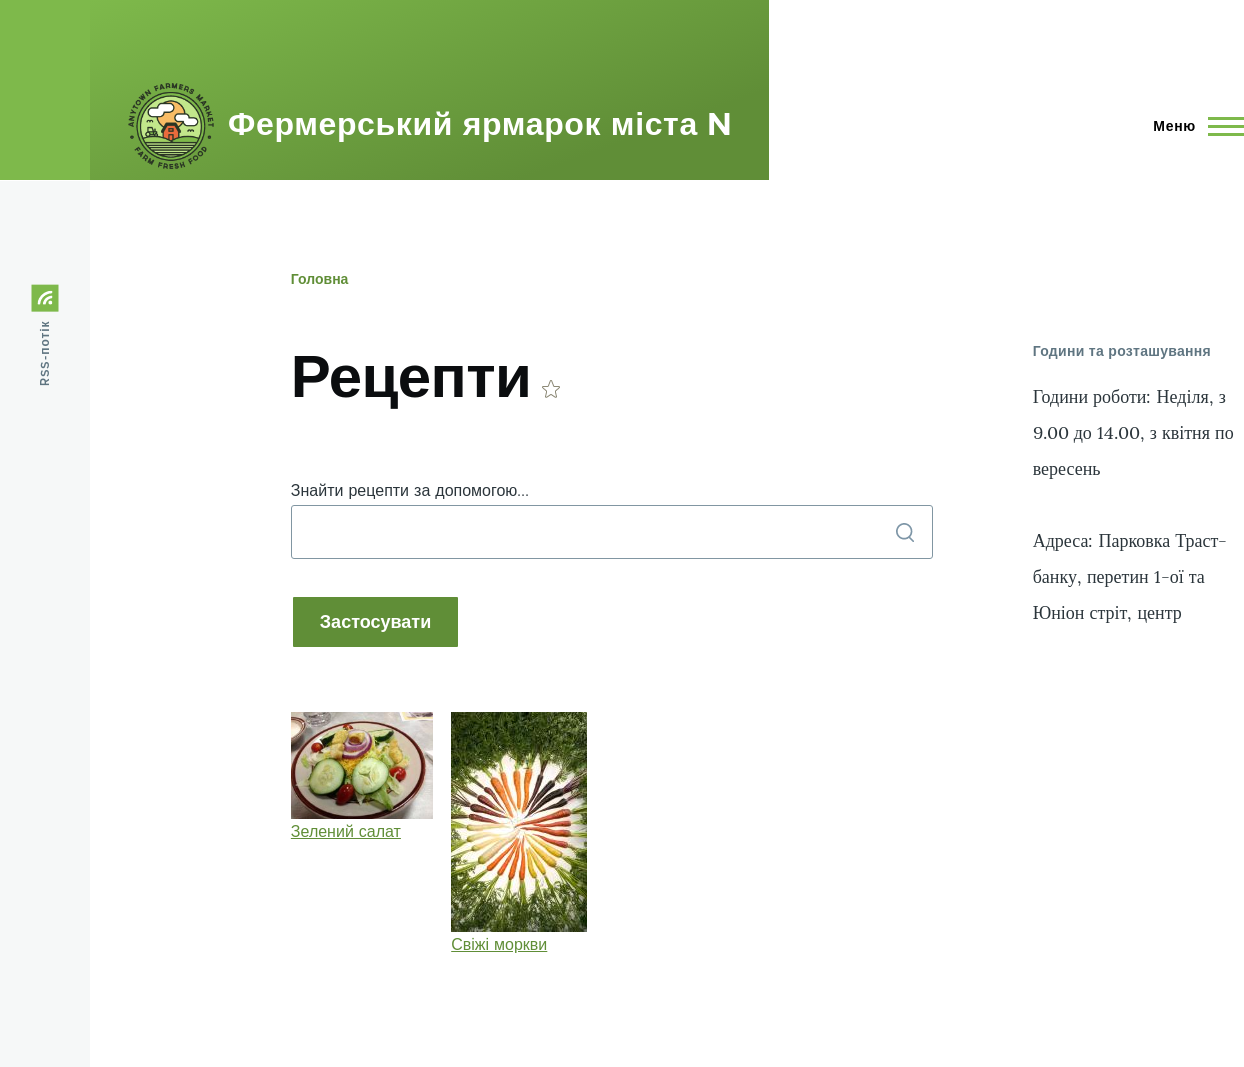 ANYTOWN FARMERS MARKET
FARM FRESH FOOD
Фермерський ярмарок міста N
Меню
RSS-потік
Головна
Рецепти
Знайти рецепти за допомогою...
Застосувати
Зелений салат
Свіжі моркви
Години та розташування
Години роботи: Неділя, з
9.00 до 14.00, з квітня по
вересень
Адреса: Парковка Траст-
банку, перетин 1-ої та
Юніон стріт, центр